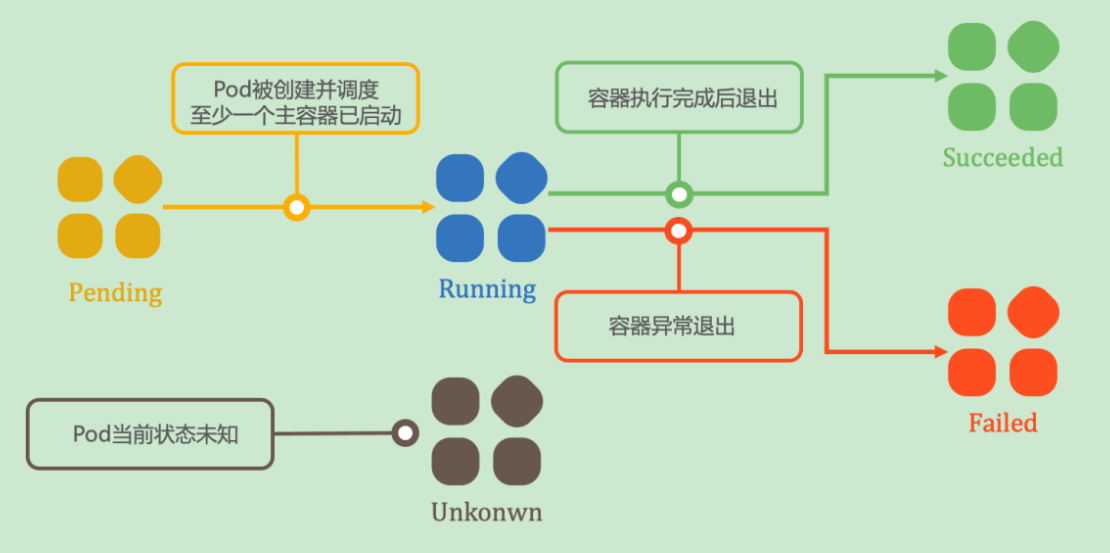 Pod被创建并调度
至少一个主容器已启动
容器执行完成后退出
Succeeded
Pending
Running
容器异常退出
Failed
Pod当前状态未知
Unkonwn